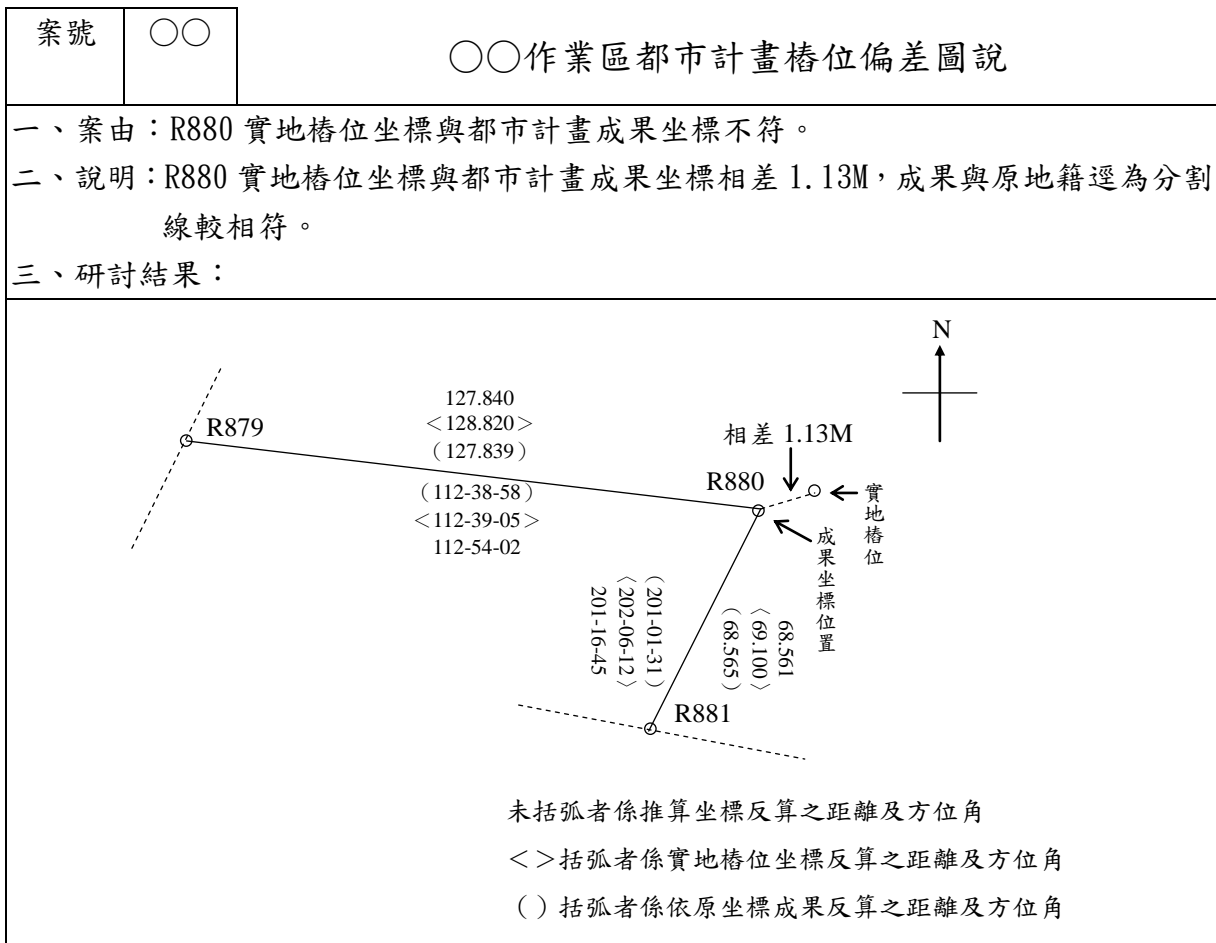 案號
○○
○○作業區都市計畫樁位偏差圖說
一、案由：R880 實地樁位坐標與都市計畫成果坐標不符。
二、說明：R880 實地樁位坐標與都市計畫成果坐標相差 1.13M，成果與原地籍逕為分割
線較相符。
三、研討結果：
N
127.840
＜128.820＞
（127.839）
R879
相差 1.13M
R880
（112-38-58）
＜112-39-05＞
112-54-02
實地樁位
成果坐標位置
（201-01-31）
〈202-06-12〉
201-16-45
68.561
〈69.100〉
（68.565）
R881
未括弧者係推算坐標反算之距離及方位角
＜＞括弧者係實地樁位坐標反算之距離及方位角
（）括弧者係依原坐標成果反算之距離及方位角